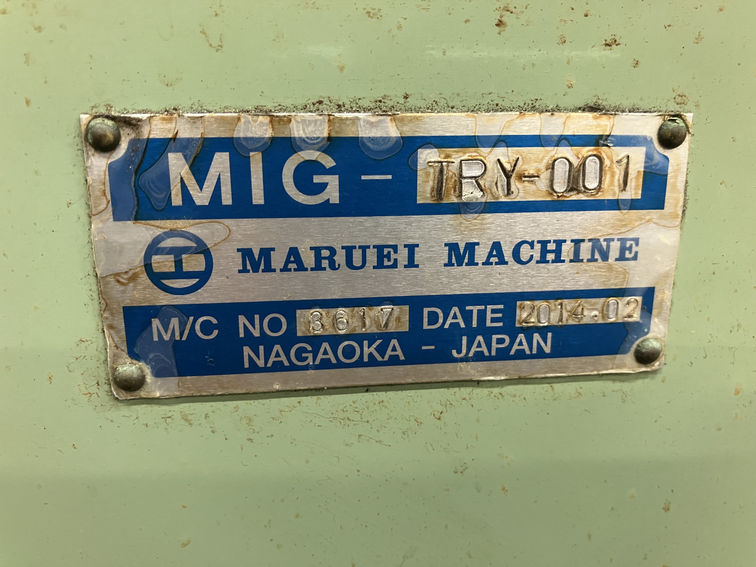 MIG - TRY-001
MARUEI MACHINE
M/C NO 3617 DATE 2014.02
NAGAOKA - JAPAN